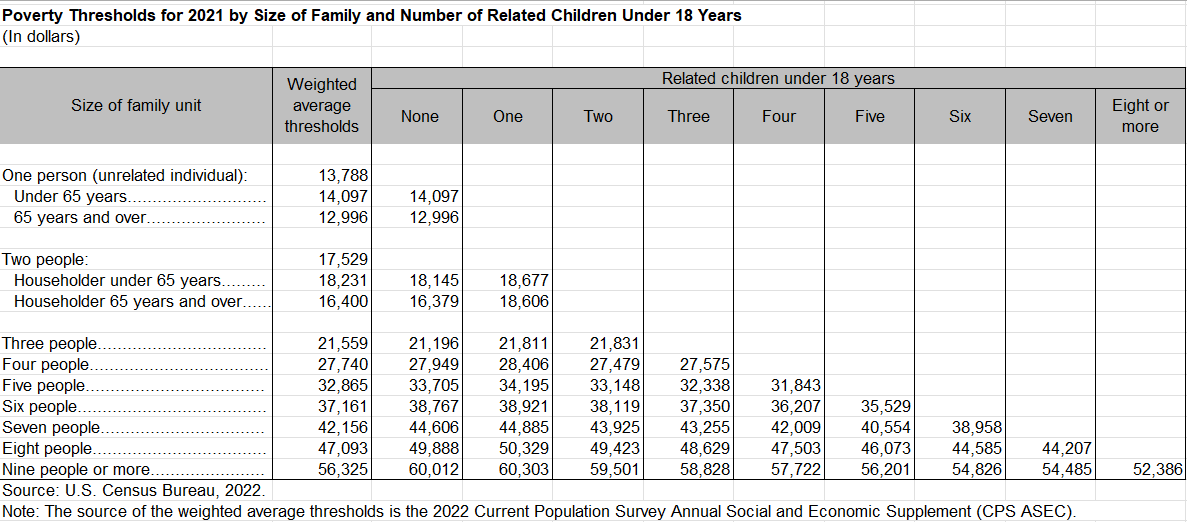 Poverty Thresholds for 2021 by Size of Family and Number of Related Children Under 18 Years
(In dollars)
Size of family unit
Weighted
average
thresholds
Related children under 18 years
None One Two Three Four Five Six Seven Eight or
more
One person (unrelated individual): 13,788
Under 65 years............................. 14,097 14,097
65 years and over......................... 12,996 12,996
Two people: 17,529
Householder under 65 years......... 18,231 18,145 18,677
Householder 65 years and over...... 16,400 16,379 18,606
Three people.................................. 21,559 21,196 21,811 21,831
Four people.................................... 27,740 27,949 28,406 27,479 27,575
Five people..................................... 32,865 33,705 34,195 33,148 32,338 31,843
Six people....................................... 37,161 38,767 38,921 38,119 37,350 36,207 35,529
Seven people.................................. 42,156 44,606 44,885 43,925 43,255 42,009 40,554 38,958
Eight people.................................... 47,093 49,888 50,329 49,423 48,629 47,503 46,073 44,585 44,207
Nine people or more........................ 56,325 60,012 60,303 59,501 58,828 57,722 56,201 54,826 54,485 52,386
Source: U.S. Census Bureau, 2022.
Note: The source of the weighted average thresholds is the 2022 Current Population Survey Annual Social and Economic Supplement (CPS ASEC).